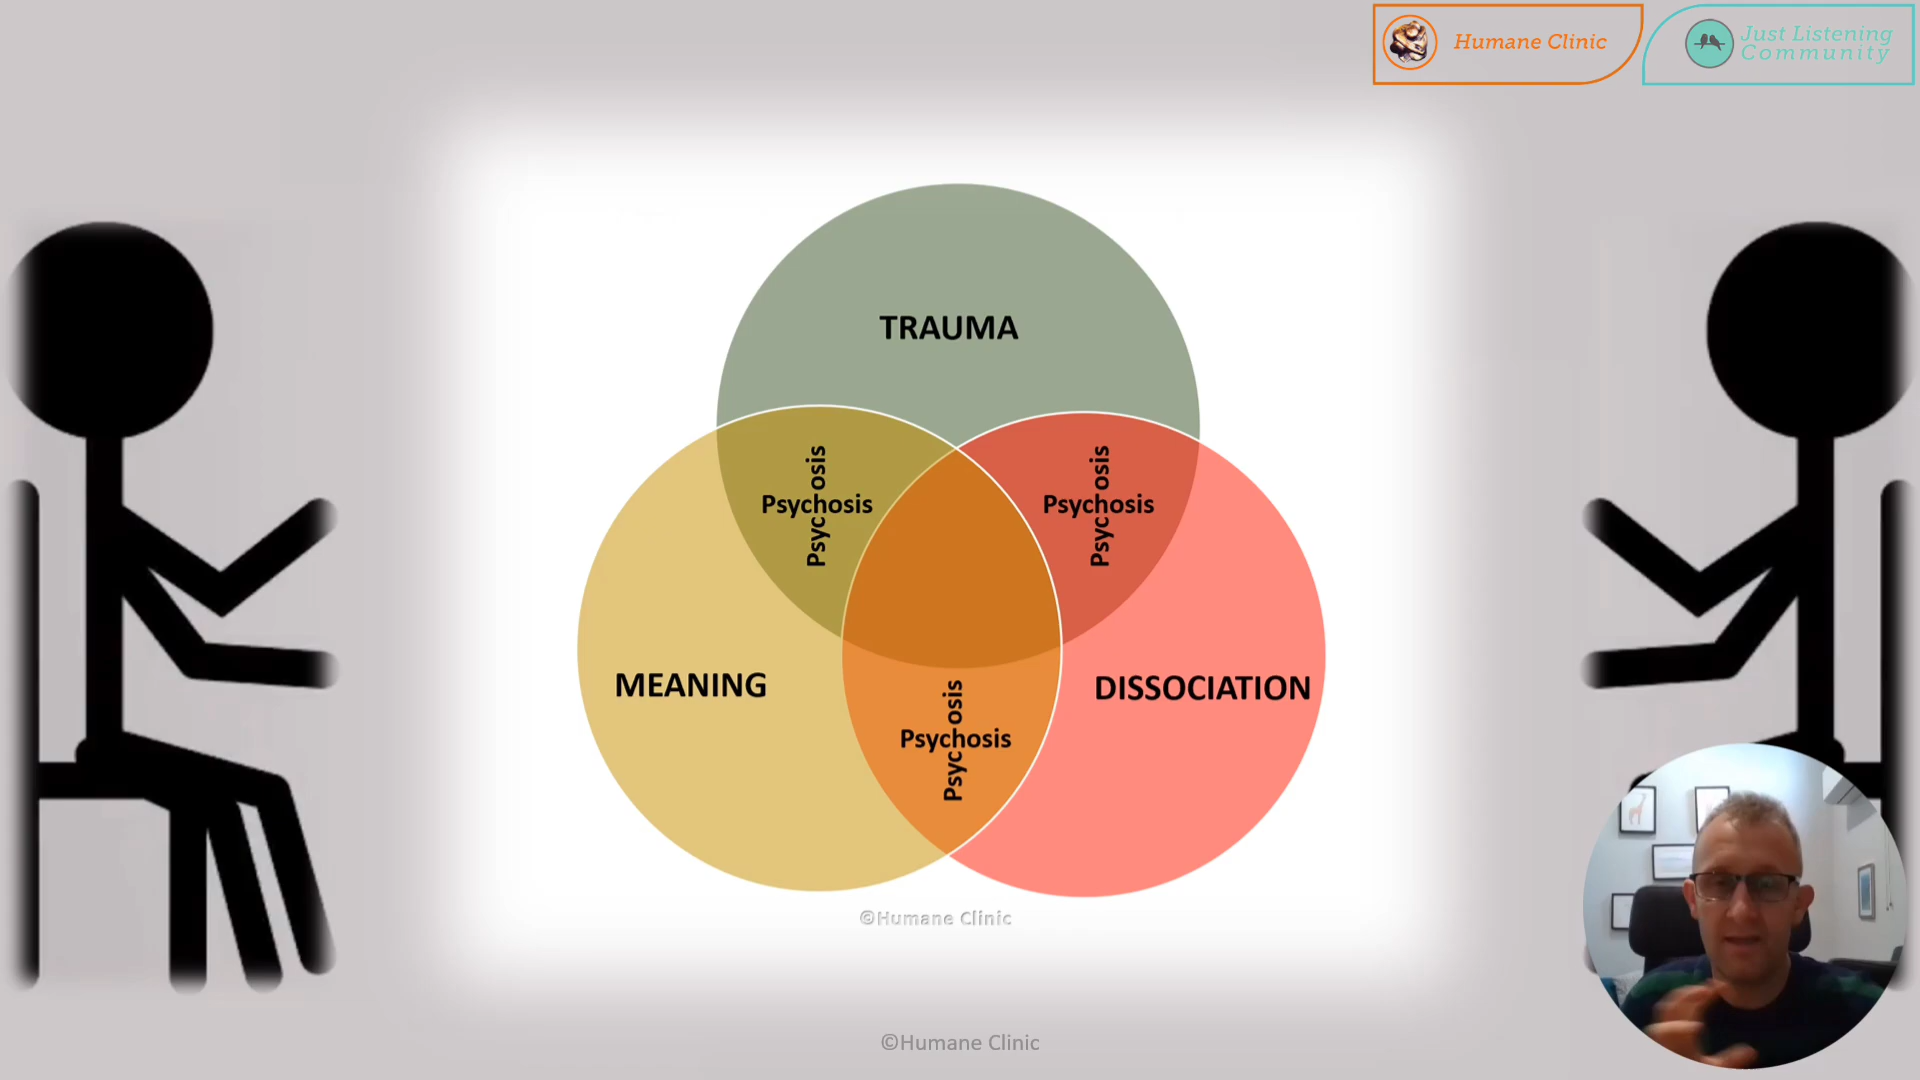 Humane Clinic
Just Listening
Community
TRAUMA
Psychosis
Psychosis
Psychosis
Psychosis
MEANING
DISSOCIATION
Psychosis
Psychosis
©Humane Clinic
©Humane Clinic